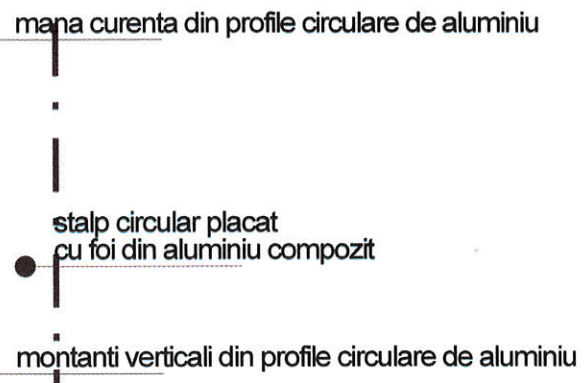 mana curenta din profile circulare de aluminiu
stalp circular placat
cu foi din aluminiu compozit
montanti verticali din profile circulare de aluminiu